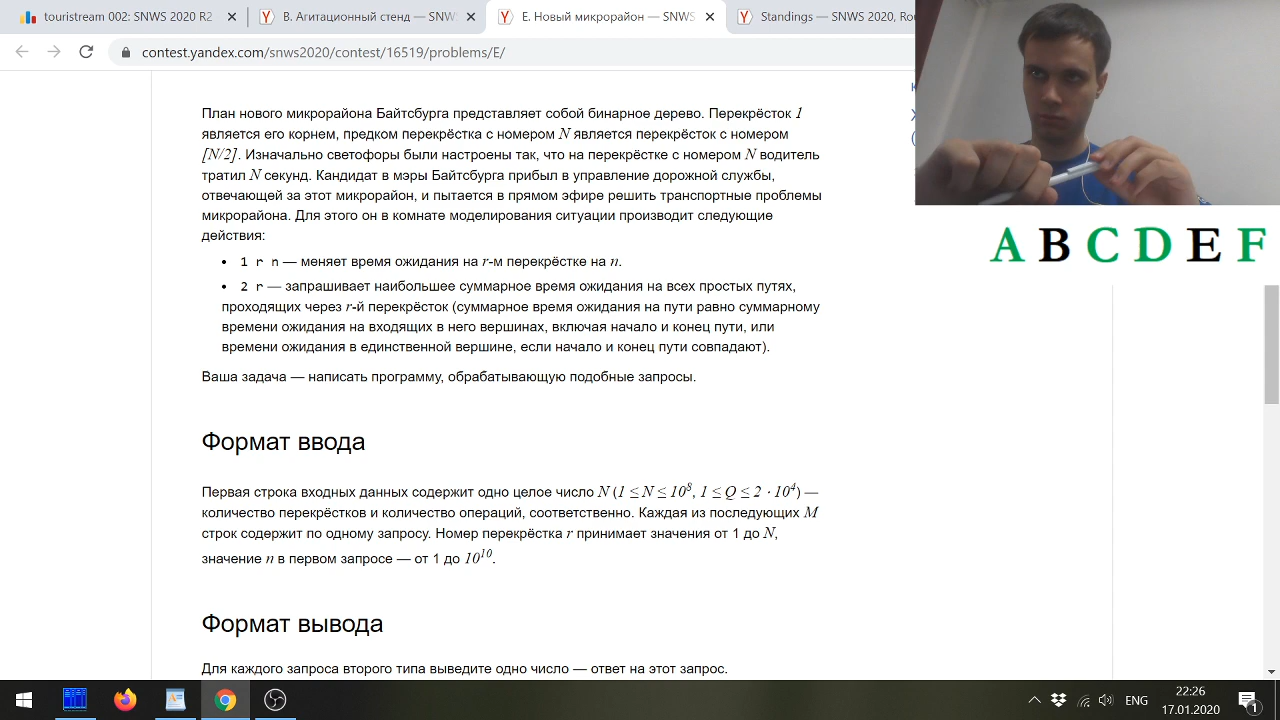 touristream 002: SNWS 2020 R2,
В. Агитационный стенд — SNWS
Е. Новый микрорайон — SNWS
Standings — SNWS 2020, Rou
contest.yandex.com/snws2020/contest/16519/problems/E/
План нового микрорайона Байтсбурга представляет собой бинарное дерево. Перекрёсток 1
является его корнем, предком перекрёстка с номером N является перекрёсток с номером
[N/2]. Изначально светофоры были настроены так, что на перекрёстке с номером N водитель
тратил N секунд. Кандидат в мэры Байтсбурга прибыл в управление дорожной службы,
отвечающей за этот микрорайон, и пытается в прямом эфире решить транспортные проблемы
микрорайона. Для этого он в комнате моделирования ситуации производит следующие
действия:
• 1 r n — меняет время ожидания на r-м перекрёстке на n.
• 2 r — запрашивает наибольшее суммарное время ожидания на всех простых путях,
проходящих через r-й перекрёсток (суммарное время ожидания на пути равно суммарному
времени ожидания на входящих в него вершинах, включая начало и конец пути, или
времени ожидания в единственной вершине, если начало и конец пути совпадают).
Ваша задача — написать программу, обрабатывающую подобные запросы.
Формат ввода
Первая строка входных данных содержит одно целое число N (1 ≤ N ≤ 10⁸, 1 ≤ Q ≤ 2 · 10⁴) —
количество перекрёстков и количество операций, соответственно. Каждая из последующих M
строк содержит по одному запросу. Номер перекрёстка r принимает значения от 1 до N,
значение n в первом запросе — от 1 до 10¹⁰.
Формат вывода
Для каждого запроса второго типа выведите одно число — ответ на этот запрос.
A B C D E F
ENG
22:26
17.01.2020
1